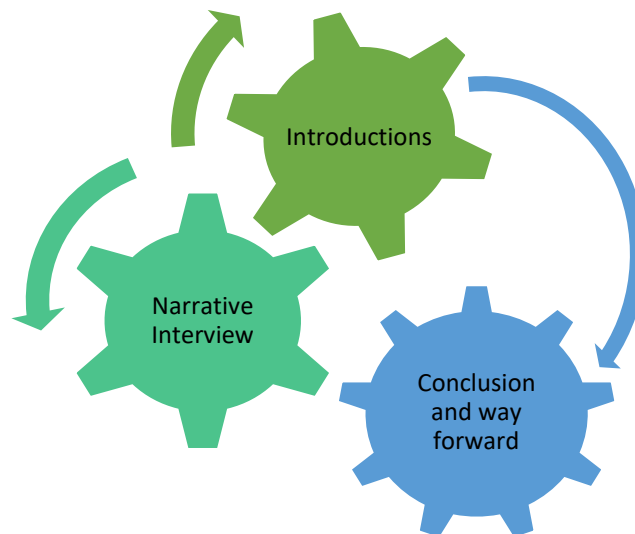 Introductions
Narrative
Interview
Conclusion
and way
forward